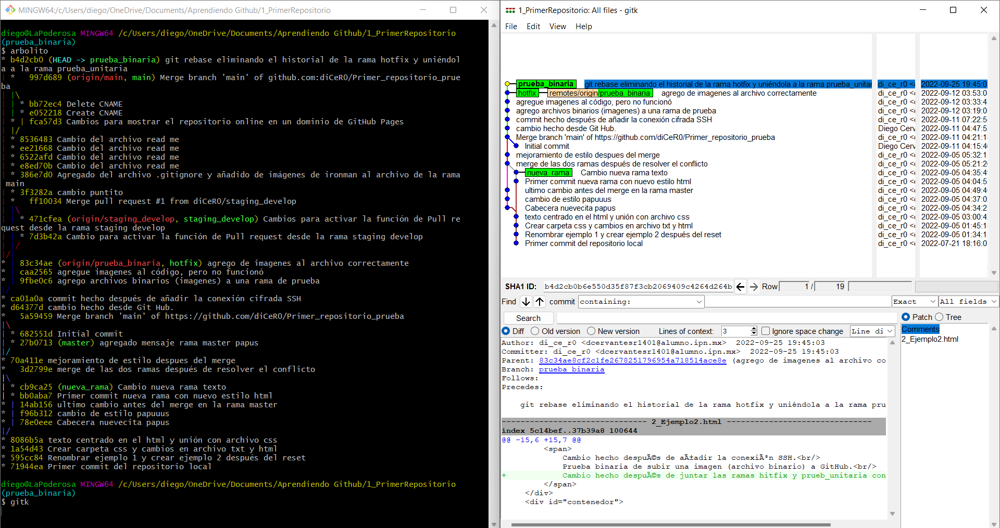 MINGW64:/c/Users/diego/OneDrive/Documents/Aprendiendo Github/1_PrimerRepositorio
diego@LaPoderosa MINGW64 /c/Users/diego/OneDrive/Documents/Aprendiendo Github/1_PrimerRepositorio
(prueba_binaria)
$ arbolito
* b4d2cb0 (HEAD -> prueba_binaria) git rebase eliminando el historial de la rama hotfix y uniéndol
a a la rama prueba_unitaria
| *   997d689 (origin/main, main) Merge branch 'main' of github.com:diCeR0/Primer_repositorio_prue
ba
| |\
| | * bb72ec4 Delete CNAME
| | * e052218 Create CNAME
| * | fca57d3 Cambios para mostrar el repositorio online en un dominio de GitHub Pages
| |/
| * 8536483 Cambio del archivo read me
| * ee21668 Cambio del archivo read me
| * 6522afd Cambio del archivo read me
| * e8ed70b Cambio del archivo read me
| * 386e7d0 Agregado del archivo .gitignore y añadido de imágenes de ironman al archivo de la rama
 main
| * 3f3282a cambio puntito
| *   ff10034 Merge pull request #1 from diCeR0/staging_develop
| |\
| | * 471cfea (origin/staging_develop, staging_develop) Cambios para activar la función de Pull re
quest desde la rama staging develop
| | * 7d3b42a Cambio para activar la función de Pull request desde la rama staging develop
| |/
|/|
* | 83c34ae (origin/prueba_binaria, hotfix) agrego de imagenes al archivo correctamente
* | caa2565 agregue imagenes al código, pero no funcionó
* | 9fbe0c6 agrego archivos binarios (imagenes) a una rama de prueba
|/
* ca01a0a commit hecho después de añadir la conexión cifrada SSH
* d64377d cambio hecho desde Git Hub.
*   5a59459 Merge branch 'main' of https://github.com/diCeR0/Primer_repositorio_prueba
|\
| * 682551d Initial commit
| * 27b0713 (master) agregado mensaje rama master papus
|/
* 70a411e mejoramiento de estilo despues del merge
*   3d2799e merge de las dos ramas después de resolver el conflicto
|\
| * cb9ca25 (nueva_rama) Cambio nueva rama texto
| * bb0aba7 Primer commit nueva rama con nuevo estilo html
* | 14ab156 ultimo cambio antes del merge en la rama master
* | f96b312 cambio de estilo papuuus
* | 78e0eee Cabecera nuevecita papus
|/
* 8086b5a texto centrado en el html y unión con archivo css
* 1a54d43 Crear carpeta css y cambios en archivo txt y html
* 595cc84 Renombrar ejemplo 1 y crear ejemplo 2 después del reset
* 71944ea Primer commit del repositorio local
diego@LaPoderosa MINGW64 /c/Users/diego/OneDrive/Documents/Aprendiendo Github/1_PrimerRepositorio
(prueba_binaria)
$ gitk
1_PrimerRepositorio: All files - gitk
File Edit View Help
prueba_binaria git rebase eliminando el historial de la rama hotfix y uniéndola a la rama prueba_unitar di_ce_r0 <c 2022-09-25 19:45:0
hotfix remotes/origin/prueba_binaria agrego de imagenes al archivo correctamente di_ce_r0 <c 2022-09-12 03:53:0
agregue imagenes al código, pero no funcionó di_ce_r0 <c 2022-09-12 03:33:4
agrego archivos binarios (imagenes) a una rama de prueba di_ce_r0 <c 2022-09-12 03:19:0
commit hecho después de añadir la conexión cifrada SSH di_ce_r0 <c 2022-09-11 07:22:5
cambio hecho desde Git Hub. Diego Cerv 2022-09-11 04:47:5
Merge branch 'main' of https://github.com/diCeR0/Primer_repositorio_prueba di_ce_r0 <c 2022-09-11 04:21:1
Initial commit Diego Cerv 2022-09-11 04:15:4
mejoramiento de estilo despues del merge di_ce_r0 <c 2022-09-05 05:32:1
merge de las dos ramas después de resolver el conflicto di_ce_r0 <c 2022-09-05 05:21:2
nueva_rama Cambio nueva rama texto di_ce_r0 <c 2022-09-05 04:35:4
Primer commit nueva rama con nuevo estilo html di_ce_r0 <c 2022-09-05 04:04:5
ultimo cambio antes del merge en la rama master di_ce_r0 <c 2022-09-05 04:49:4
cambio de estilo papuuus di_ce_r0 <c 2022-09-05 04:37:0
Cabecera nuevecita papus di_ce_r0 <c 2022-09-05 04:34:2
texto centrado en el html y unión con archivo css di_ce_r0 <c 2022-09-05 03:00:4
Crear carpeta css y cambios en archivo txt y html di_ce_r0 <c 2022-09-05 01:45:1
Renombrar ejemplo 1 y crear ejemplo 2 después del reset di_ce_r0 <c 2022-09-05 01:34:1
Primer commit del repositorio local di_ce_r0 <c 2022-07-21 18:16:0
SHA1 ID: b4d2cb0b6e550d35f87f3cb2069409c4264d264b Row 1 / 19
Find commit containing: Exact All fields
Search
Patch Tree
Diff Old version New version Lines of context: 3 Ignore space change Line di
Comments
2_Ejemplo2.html
Author: di_ce_r0 <dcervantesr1401@alumno.ipn.mx>  2022-09-25 19:45:03
Committer: di_ce_r0 <dcervantesr1401@alumno.ipn.mx>  2022-09-25 19:45:03
Parent: 83c34ae8cf2c1fe2678251796954a718514ace8e (agrego de imagenes al archivo co
Branch: prueba_binaria
Follows:
Precedes:
git rebase eliminando el historial de la rama hotfix y uniéndola a la rama pru
------------------------------- 2_Ejemplo2.html -------------------------------
index 5c14bef..37b39a8 100644
@@ -15,6 +15,7 @@
<span>
Cambio hecho despuÃ©s de aÃ±adir la conexiÃ³n SSH.<br/>
Prueba binaria de subir una imagen (archivo binario) a GitHub.<br/>
+ Cambio hecho despuÃ©s de juntar las ramas hitfix y prueb_unitaria con
</span>
</div>
<div id="contenedor">